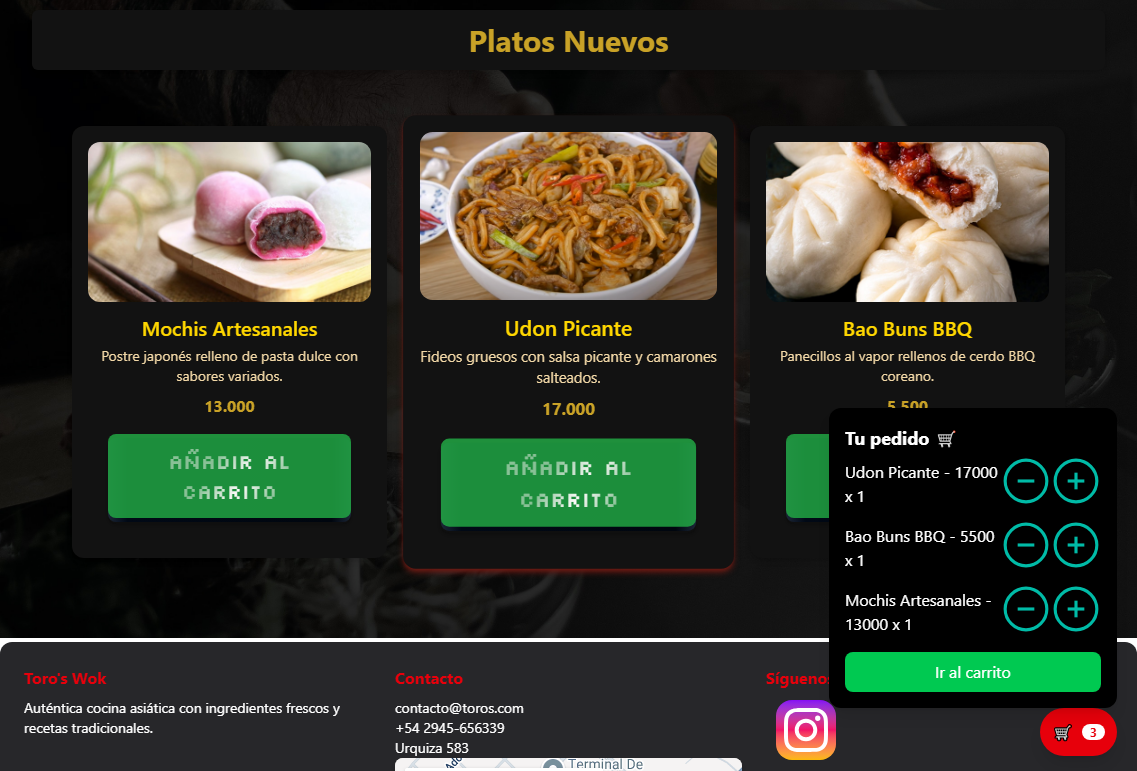 Platos Nuevos
Mochis Artesanales
Postre japonés relleno de pasta dulce con
sabores variados.
13.000
AÑADIR AL
CARRITO
Udon Picante
Fideos gruesos con salsa picante y camarones
salteados.
17.000
AÑADIR AL
CARRITO
Bao Buns BBQ
Panecillos al vapor rellenos de cerdo BBQ
coreano.
5.500
Tu pedido 🛒
Udon Picante - 17000
x 1
Bao Buns BBQ - 5500
x 1
Mochis Artesanales -
13000 x 1
Ir al carrito
🛒 3
Toro's Wok
Auténtica cocina asiática con ingredientes frescos y
recetas tradicionales.
Contacto
contacto@toros.com
+54 2945-656339
Urquiza 583
Terminal De
Síguenos